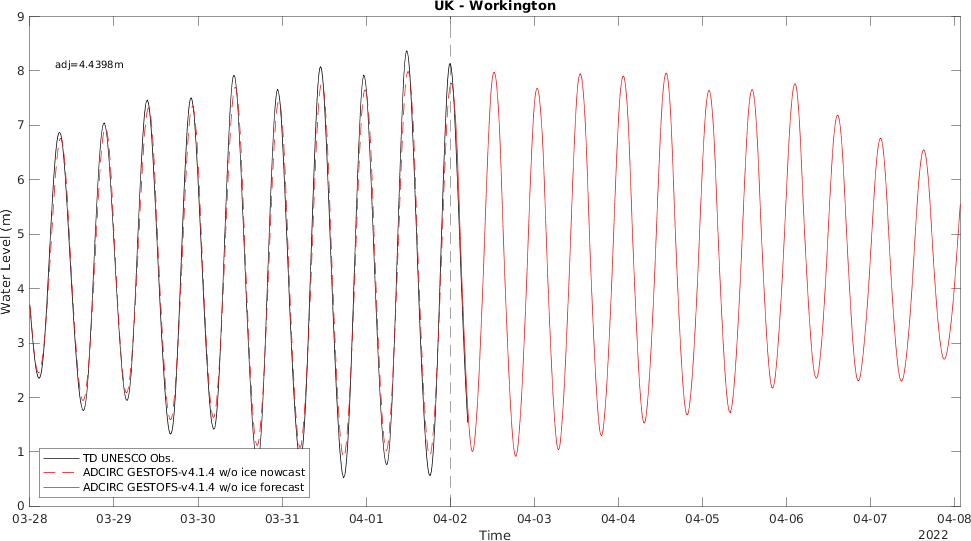 UK - Workington
adj=4.4398m
Water Level (m)
9
8
7
6
5
4
3
2
1
0
TD UNESCO Obs.
ADCIRC GESTOFS-v4.1.4 w/o ice nowcast
ADCIRC GESTOFS-v4.1.4 w/o ice forecast
03-28 03-29 03-30 03-31 04-01 04-02 04-03 04-04 04-05 04-06 04-07 04-08
Time
2022